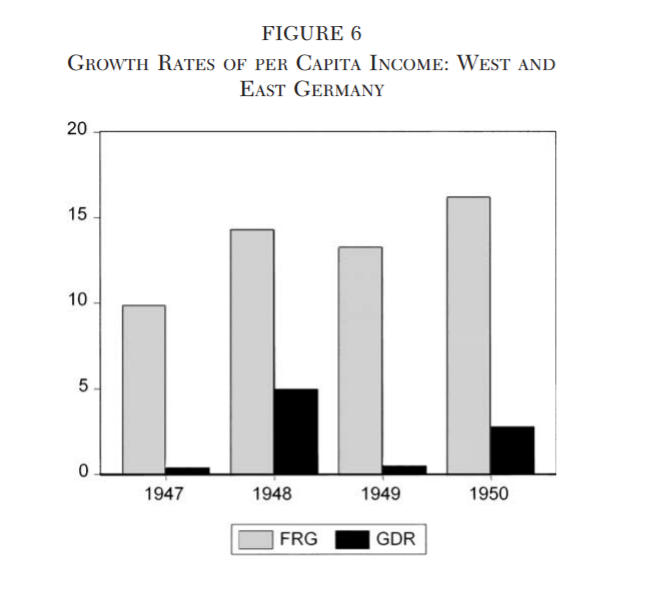 FIGURE 6
GROWTH RATES OF PER CAPITA INCOME: WEST AND
EAST GERMANY
20
15
10
5
0
1947 1948 1949 1950
FRG GDR